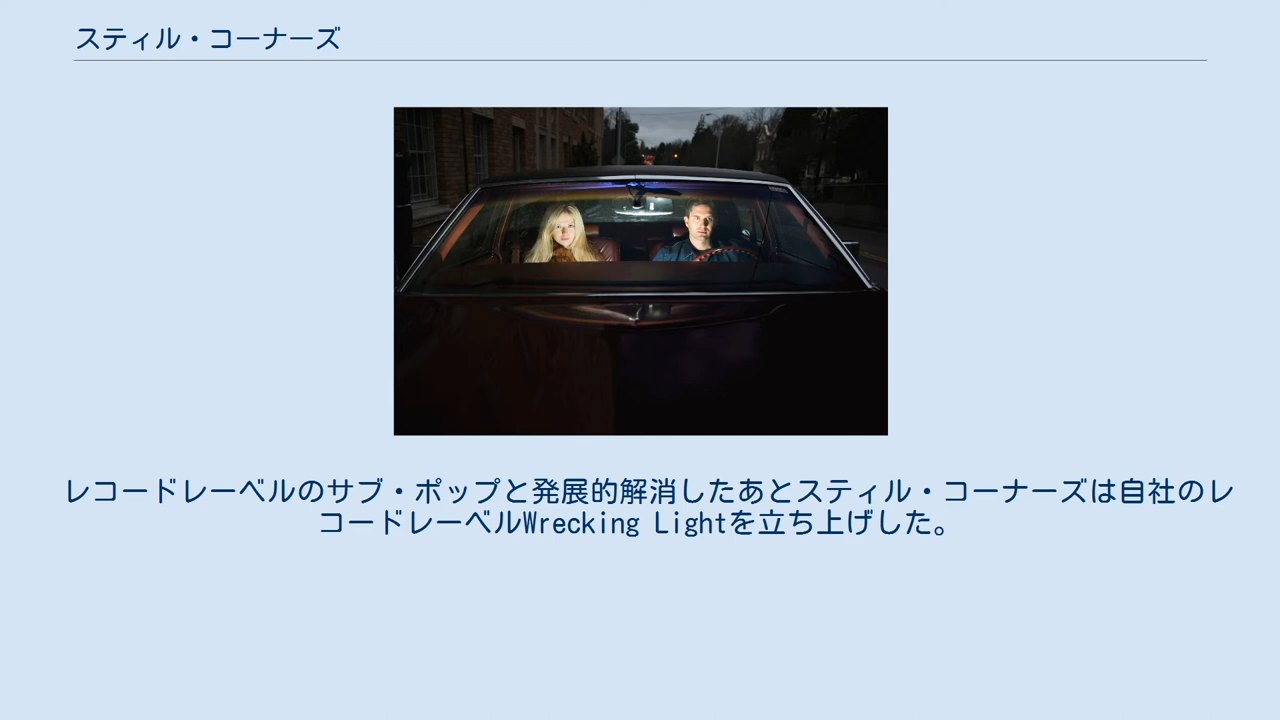 スティル・コーナーズ
レコードレーベルのサブ・ポップと発展的解消したあとスティル・コーナーズは自社のレ
コードレーベルWrecking Lightを立ち上げした。